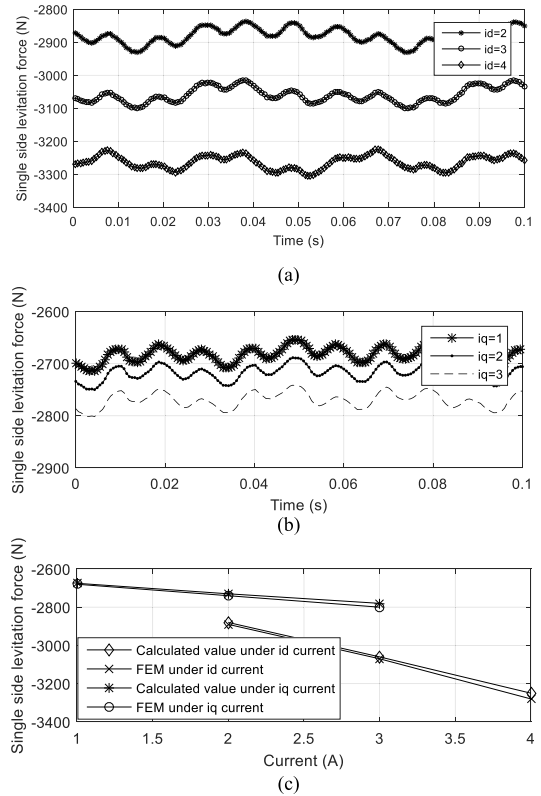 Single side levitation force (N)
-2800
-2900
-3000
-3100
-3200
-3300
-3400
id=2
id=3
id=4
0 0.01 0.02 0.03 0.04 0.05 0.06 0.07 0.08 0.09 0.1
Time (s)
(a)
Single side levitation force (N)
-2600
-2700
-2800
-2900
iq=1
iq=2
iq=3
0 0.02 0.04 0.06 0.08 0.1
Time (s)
(b)
Single side levitation force (N)
-2600
-2800
-3000
-3200
-3400
Calculated value under id current
FEM under id current
Calculated value under iq current
FEM under iq current
1 1.5 2 2.5 3 3.5 4
Current (A)
(c)